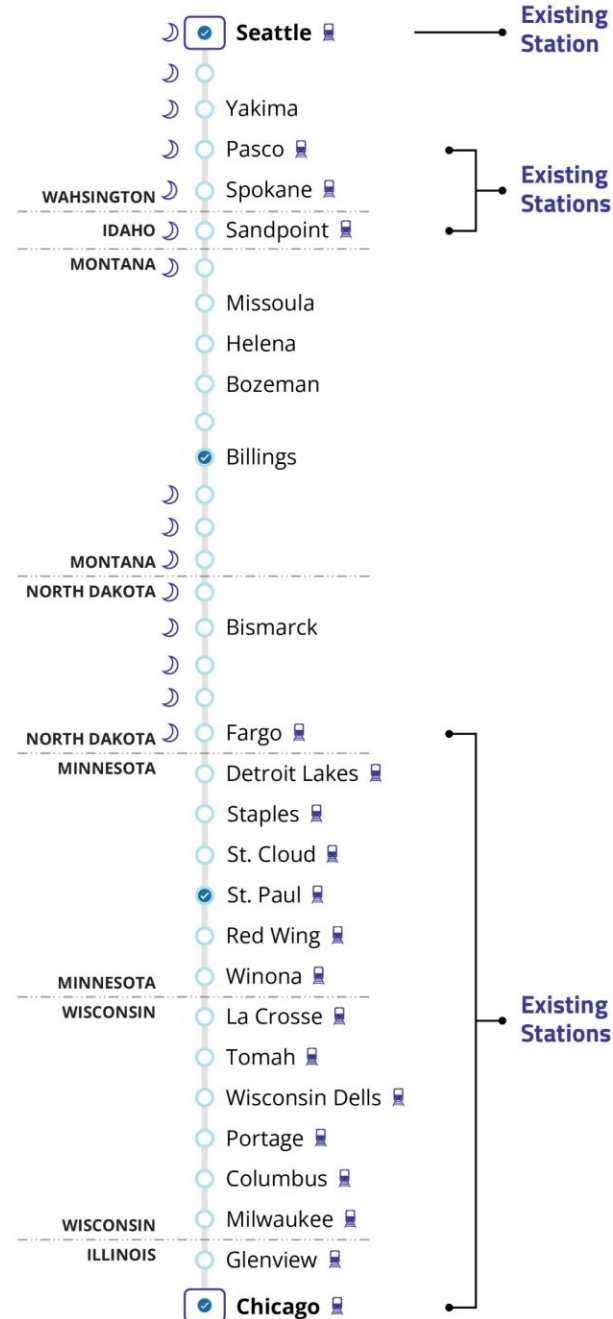 Seattle
Existing
Station
Yakima
Pasco
Existing
Stations
WAHSINGTON
Spokane
IDAHO
Sandpoint
MONTANA
Missoula
Helena
Bozeman
Billings
MONTANA
NORTH DAKOTA
Bismarck
NORTH DAKOTA
Fargo
MINNESOTA
Detroit Lakes
Staples
St. Cloud
St. Paul
Red Wing
MINNESOTA
Winona
WISCONSIN
La Crosse
Existing
Stations
Tomah
Wisconsin Dells
Portage
Columbus
WISCONSIN
Milwaukee
ILLINOIS
Glenview
Chicago